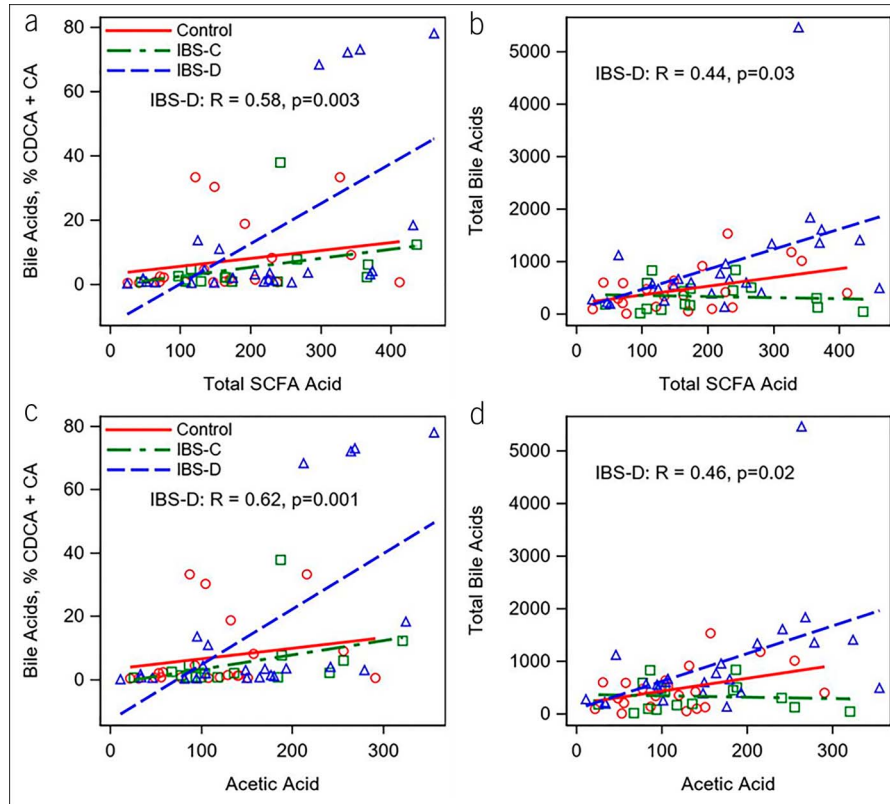 a
Control
IBS-C
IBS-D
IBS-D: R = 0.58, p=0.003
Bile Acids, % CDCA + CA
80
60
40
20
0
0 100 200 300 400
Total SCFA Acid
b
IBS-D: R = 0.44, p=0.03
Total Bile Acids
5000
4000
3000
2000
1000
0
0 100 200 300 400
Total SCFA Acid
c
Control
IBS-C
IBS-D
IBS-D: R = 0.62, p=0.001
Bile Acids, % CDCA + CA
80
60
40
20
0
0 100 200 300
Acetic Acid
d
IBS-D: R = 0.46, p=0.02
Total Bile Acids
5000
4000
3000
2000
1000
0
0 100 200 300
Acetic Acid